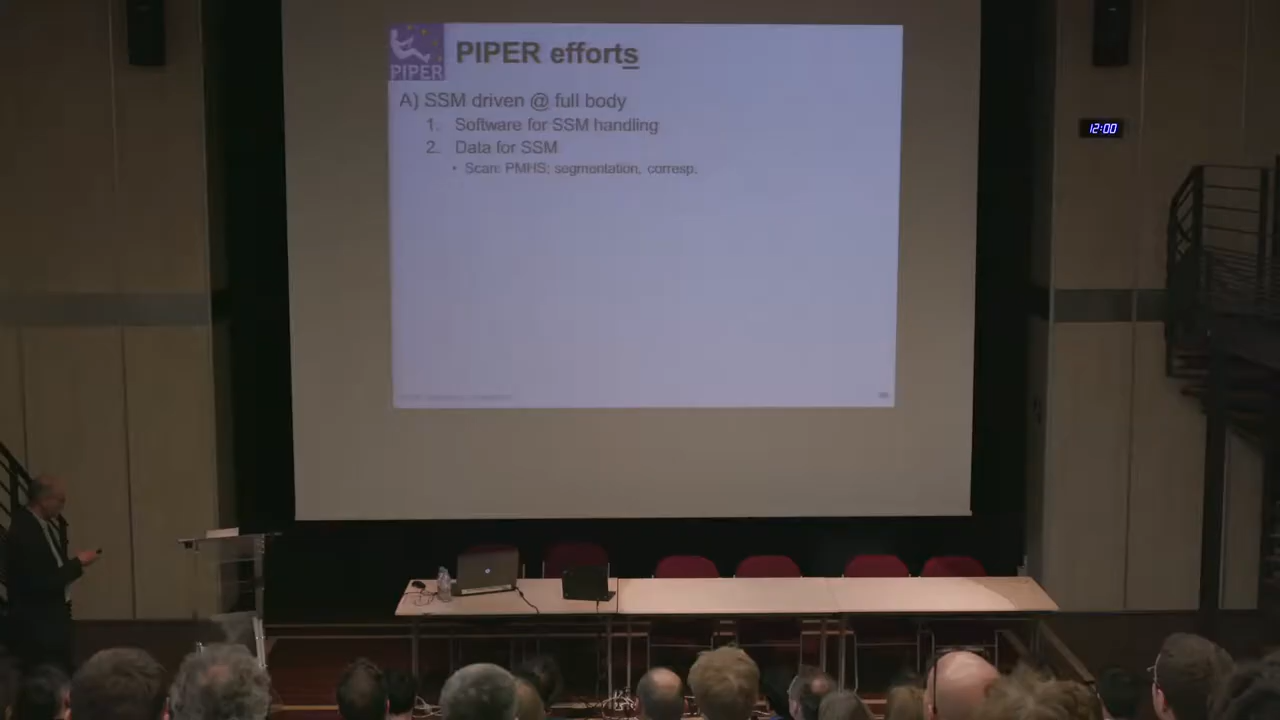 PIPER
PIPER efforts
A) SSM driven @ full body
1. Software for SSM handling
2. Data for SSM
• Scan: PMHS; segmentation, corresp.
12:00